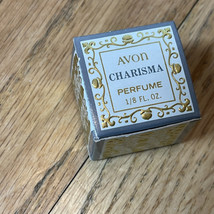 AVON
CHARISMA
PERFUME
1/8 FL. OZ.